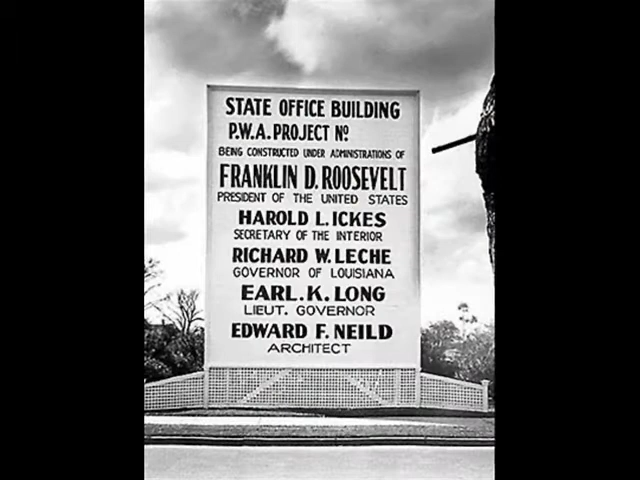 STATE OFFICE BUILDING
P.W.A. PROJECT Nº
BEING CONSTRUCTED UNDER ADMINISTRATIONS OF
FRANKLIN D. ROOSEVELT
PRESIDENT OF THE UNITED STATES
HAROLD L. ICKES
SECRETARY OF THE INTERIOR
RICHARD W. LECHE
GOVERNOR OF LOUISIANA
EARL.K. LONG
LIEUT. GOVERNOR
EDWARD F. NEILD
ARCHITECT